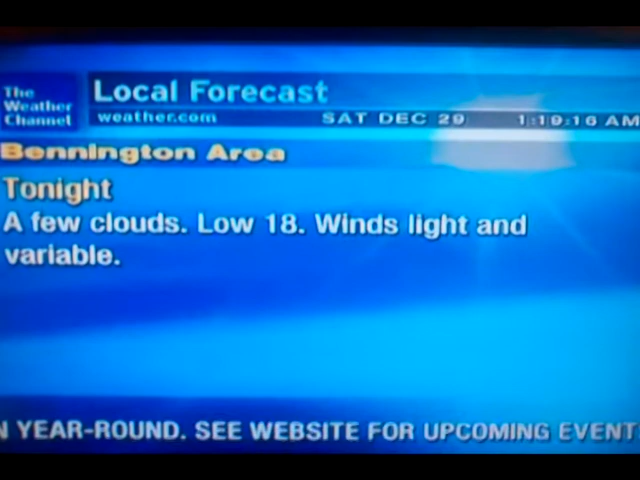 The
Weather
Channel
Local Forecast
weather.com SAT DEC 29 1:19:16 AM
Bennington Area
Tonight
A few clouds. Low 18. Winds light and
variable.
N YEAR-ROUND. SEE WEBSITE FOR UPCOMING EVENTS